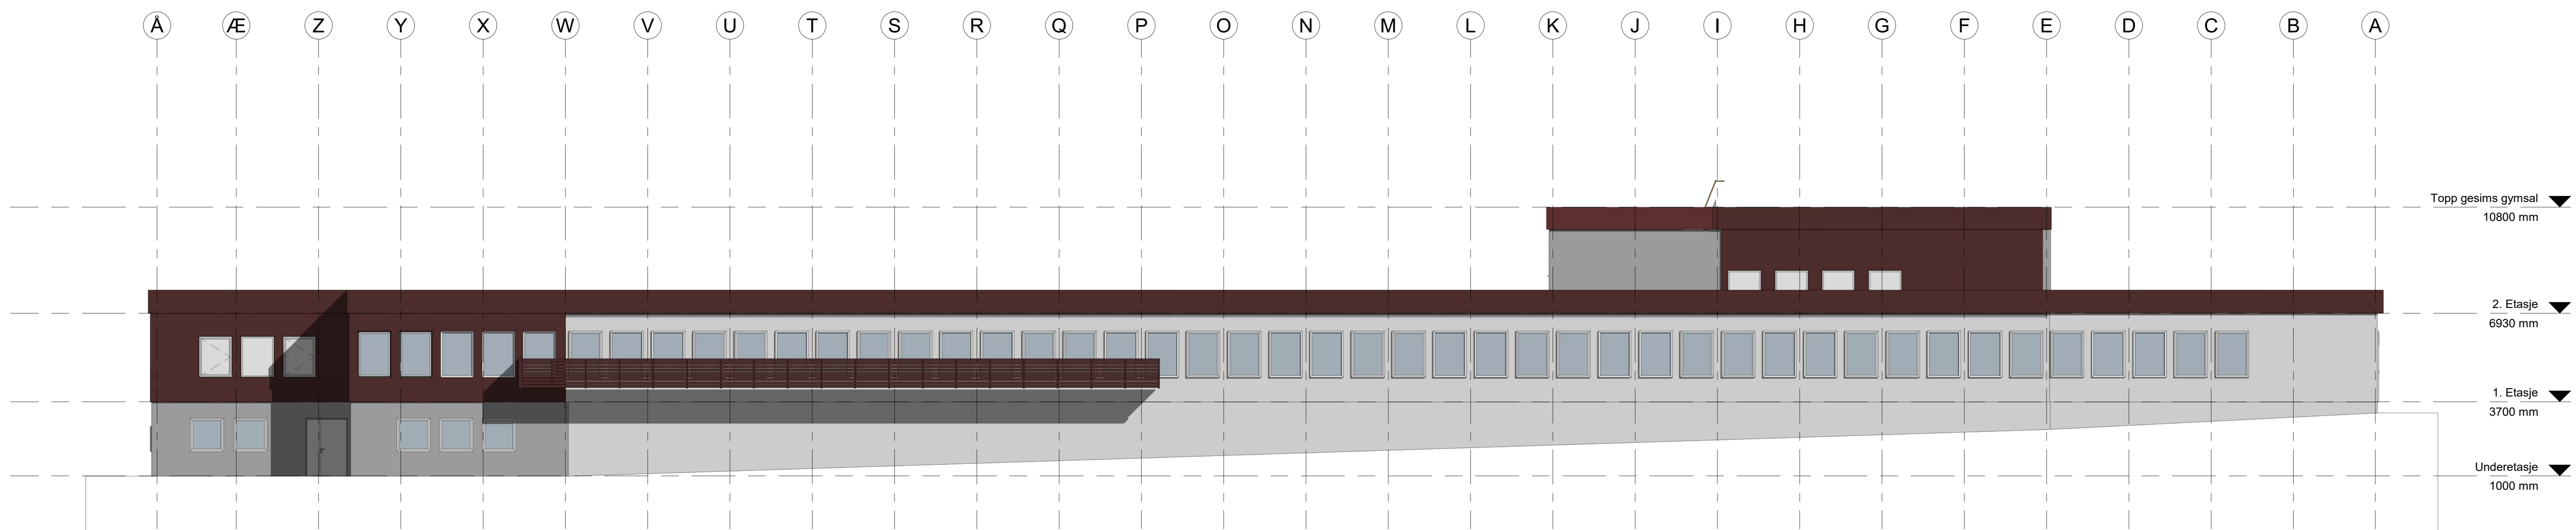 Å Æ Z Y X W V U T S R Q P O N M L K J I H G F E D C B A
Topp gesims gymsal
10800 mm
2. Etasje
6930 mm
1. Etasje
3700 mm
Underetasje
1000 mm